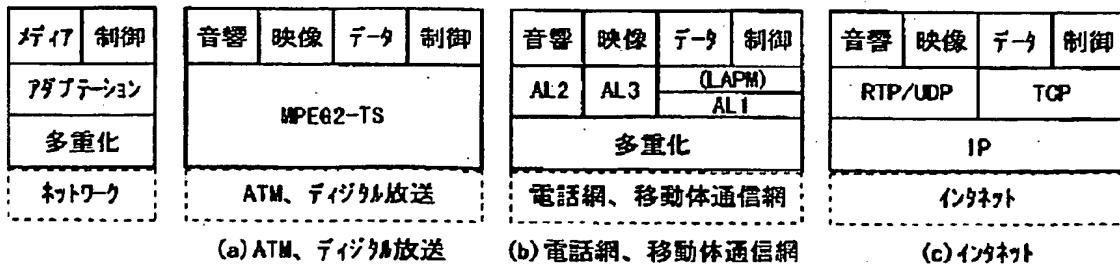 メディア 制御
アダプテーション
多重化
ネットワーク
音響 映像 データ 制御
MPEG2-TS
ATM、ディジタル放送
(a)ATM、ディジタル放送
音響 映像 データ 制御
AL2 AL3 (LAPM)
AL1
多重化
電話網、移動体通信網
(b)電話網、移動体通信網
音響 映像 データ 制御
RTP/UDP TCP
IP
インタネット
(c)インタネット